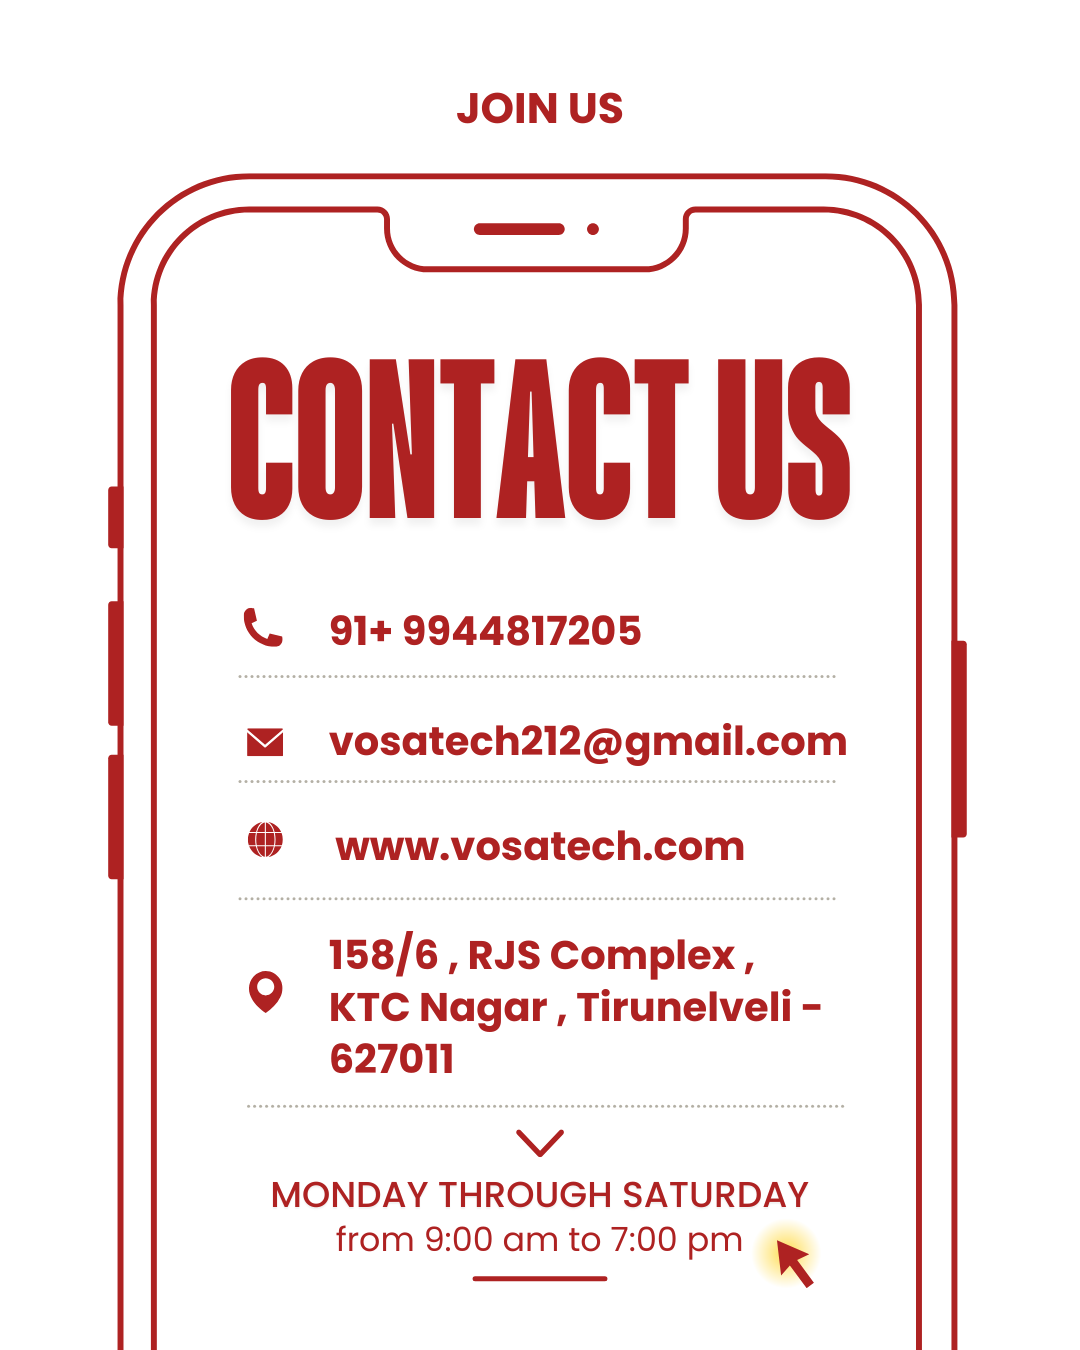 JOIN US
CONTACT US
91+ 9944817205
vosatech212@gmail.com
www.vosatech.com
158/6 , RJS Complex ,
KTC Nagar , Tirunelveli -
627011
MONDAY THROUGH SATURDAY
from 9:00 am to 7:00 pm